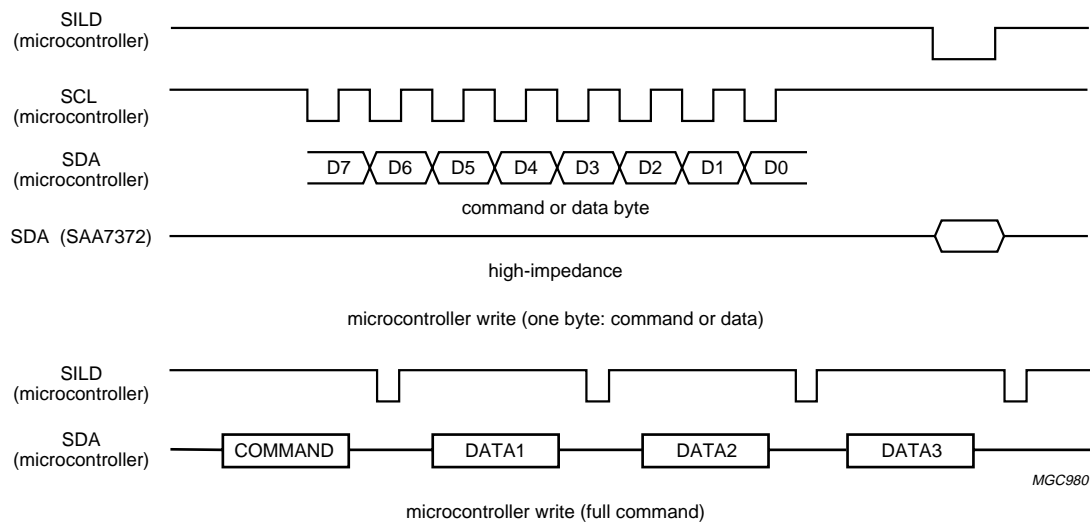 SILD
(microcontroller)
SCL
(microcontroller)
SDA
(microcontroller)
D7 D6 D5 D4 D3 D2 D1 D0
command or data byte
SDA (SAA7372)
high-impedance
microcontroller write (one byte: command or data)
SILD
(microcontroller)
SDA
(microcontroller)
COMMAND DATA1 DATA2 DATA3
MGC980
microcontroller write (full command)